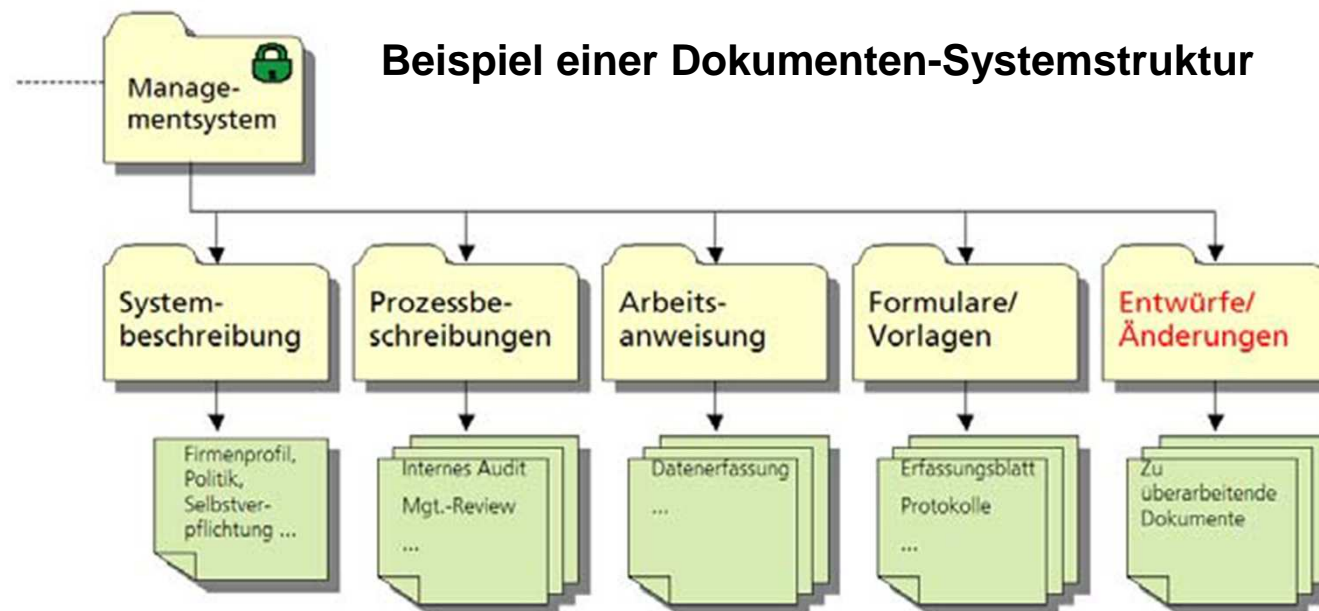 Beispiel einer Dokumenten-Systemstruktur
Manage-
mentsystem
System-
beschreibung
Prozessbe-
schreibungen
Arbeits-
anweisung
Formulare/
Vorlagen
Entwürfe/
Änderungen
Firmenprofil,
Politik,
Selbstver-
pflichtung ...
Internes Audit
Mgt.-Review
...
Datenerfassung
...
Erfassungsblatt
Protokolle
...
Zu
überarbeitende
Dokumente